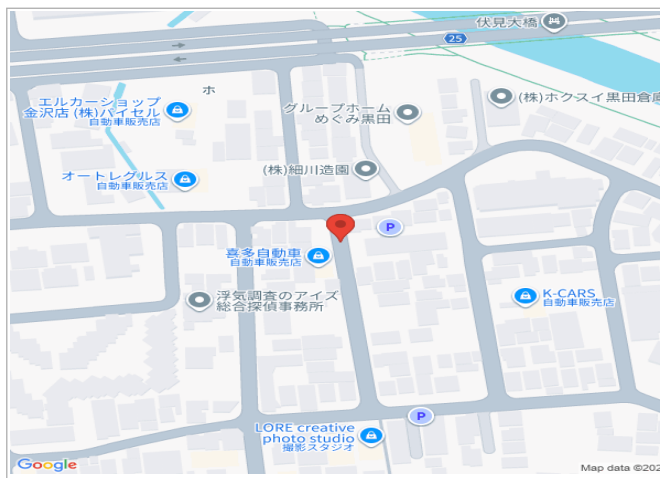 伏見大橋
25
ホ
エルカーショップ
金沢店 (株)バイセル
自動車販売店
グループホーム
めぐみ黒田
(株)ホクスイ黒田倉庫
オートレグルス
自動車販売店
(株)細川造園
P
喜多自動車
自動車販売店
浮気調査のアイズ
総合探偵事務所
K-CARS
自動車販売店
P
LORE creative
photo studio
撮影スタジオ
Google
Map data ©202